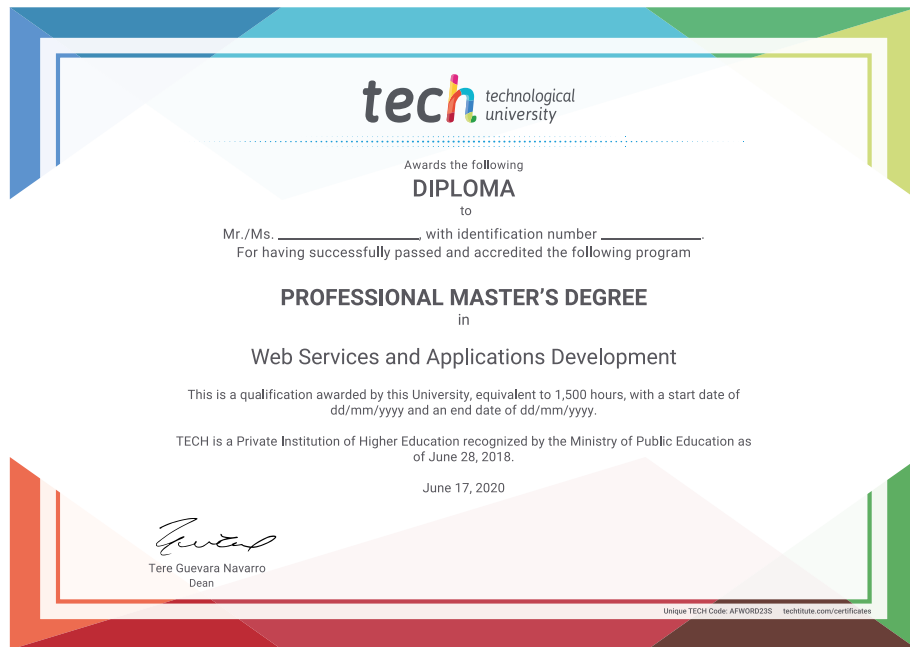 tech technological
university
Awards the following
DIPLOMA
to
Mr./Ms. ____________, with identification number ____________.
For having successfully passed and accredited the following program
PROFESSIONAL MASTER'S DEGREE
in
Web Services and Applications Development
This is a qualification awarded by this University, equivalent to 1,500 hours, with a start date of
dd/mm/yyyy and an end date of dd/mm/yyyy.
TECH is a Private Institution of Higher Education recognized by the Ministry of Public Education as
of June 28, 2018.
June 17, 2020
Tere Guevara Navarro
Dean
Unique TECH Code: AFWORD23S techtitute.com/certificates